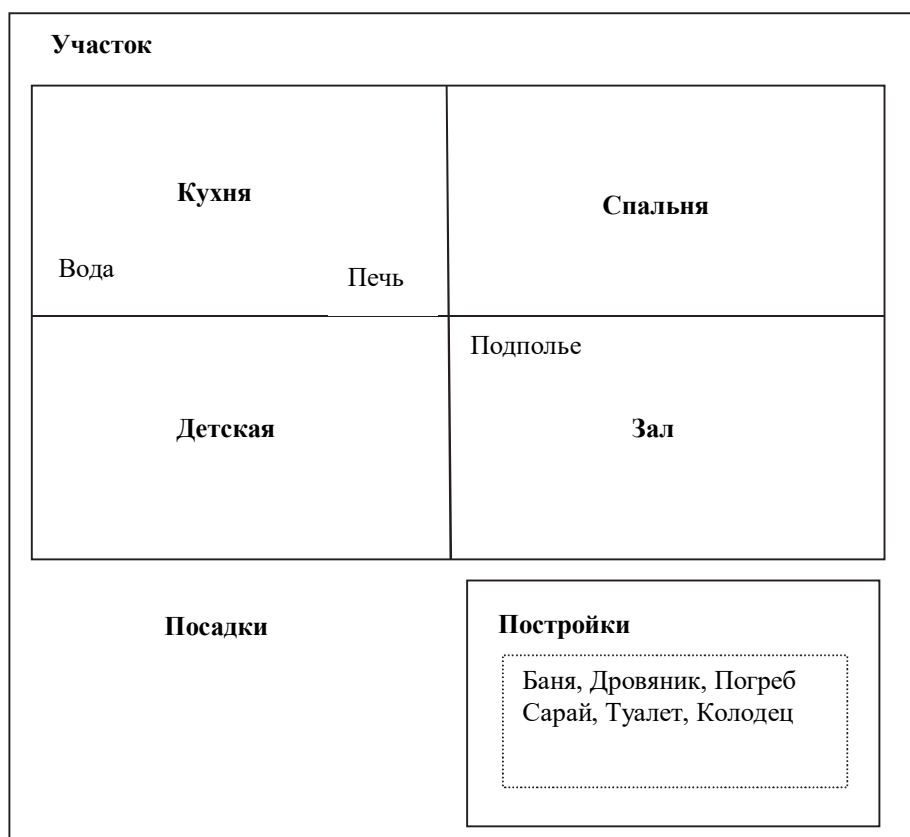 Участок
Кухня
Спальня
Вода
Печь
Подполье
Детская
Зал
Посадки
Постройки
Баня, Дровяник, Погреб
Сарай, Туалет, Колодец